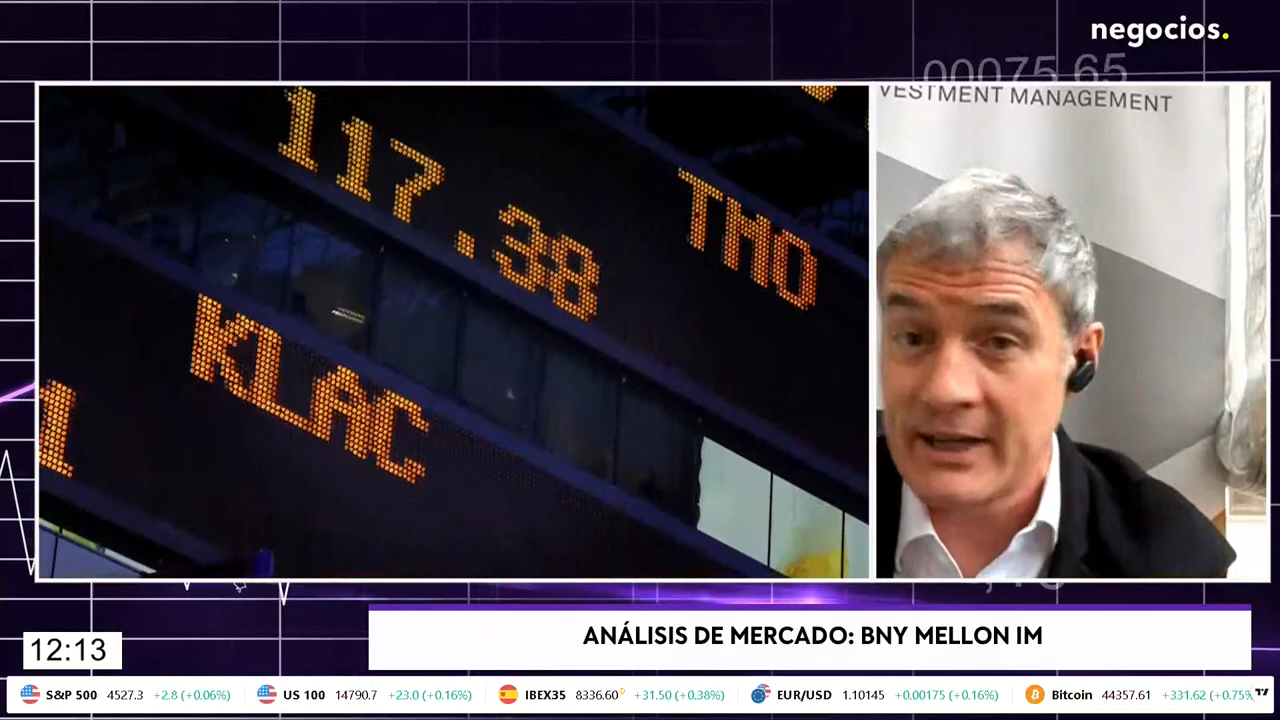 negocios.
00075,65
VESTMENT MANAGEMENT
117.38
THO
KLAC
1
ANÁLISIS DE MERCADO: BNY MELLON IM
12:13
S&P 500 4527.3 +2.8 (+0.06%) US 100 14790.7 +23.0 (+0.16%) IBEX35 8336.60 +31.50 (+0.38%) EUR/USD 1.10145 +0.00175 (+0.16%) Bitcoin 44357.61 +331.62 (+0.75%